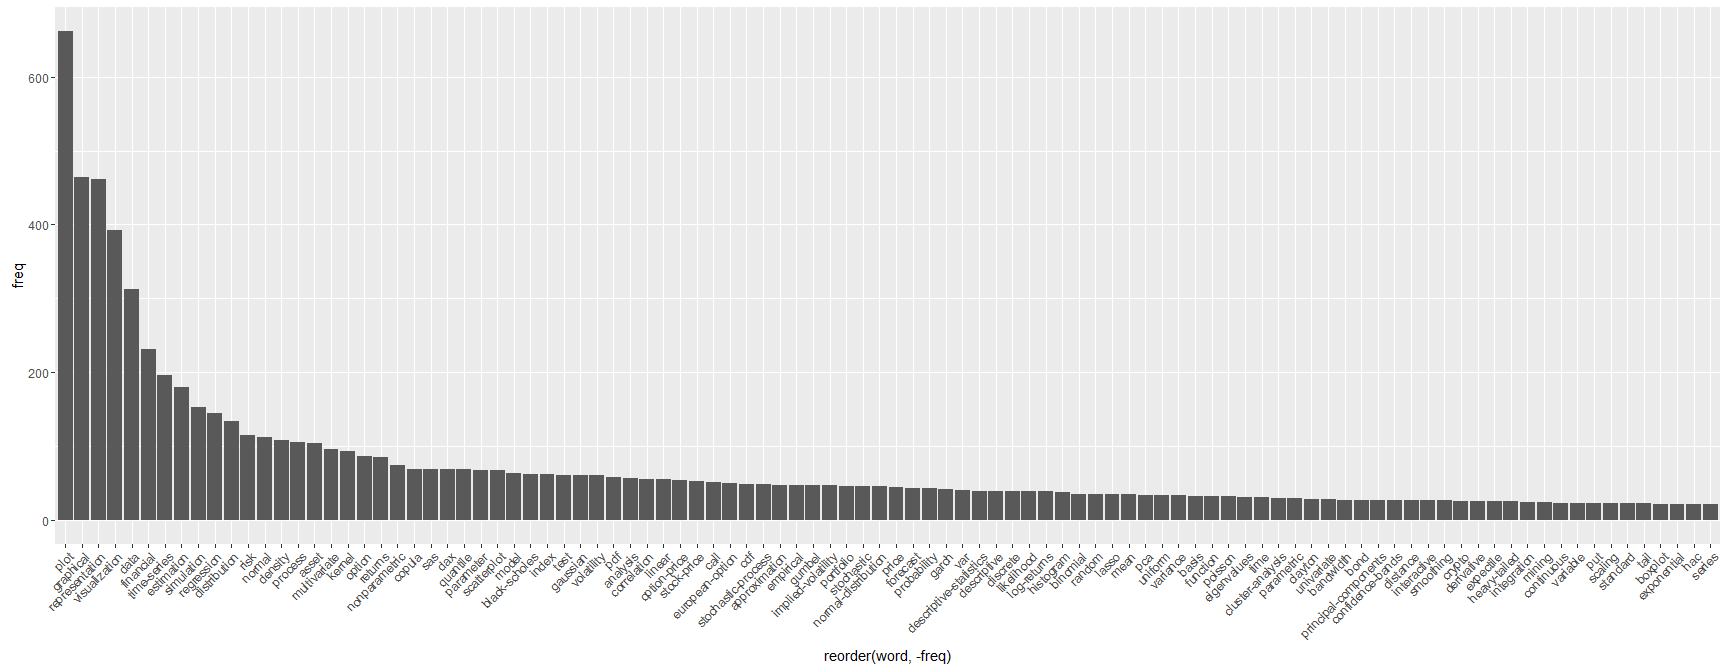 600
400
200
0
freq
plot
graphical
representation
visualization
data
financial
time-series
estimation
simulation
regression
distribution
risk
normal
density
process
asset
multivariate
kernel
option
returns
nonparametric
copula
sas
dax
quantile
parameter
scatterplot
model
black-scholes
index
test
gaussian
volatility
pdf
analysis
correlation
linear
option-price
stock-price
call
european-option
cdf
stochastic-process
approximation
empirical
gumbel
implied-volatility
portfolio
stochastic
normal-distribution
price
forecast
probability
garch
var
descriptive-statistics
descriptive
discrete
likelihood
log-returns
histogram
binomial
random
lasso
mean
pca
uniform
variance
basis
function
poisson
eigenvalues
time
cluster-analysis
parametric
clayton
univariate
bandwidth
bond
principal-components
confidence-bands
distance
interactive
smoothing
crypto
derivative
expectile
heavy-tailed
integration
mining
continuous
variable
put
scaling
standard
tail
boxplot
exponential
hac
series
reorder(word, -freq)